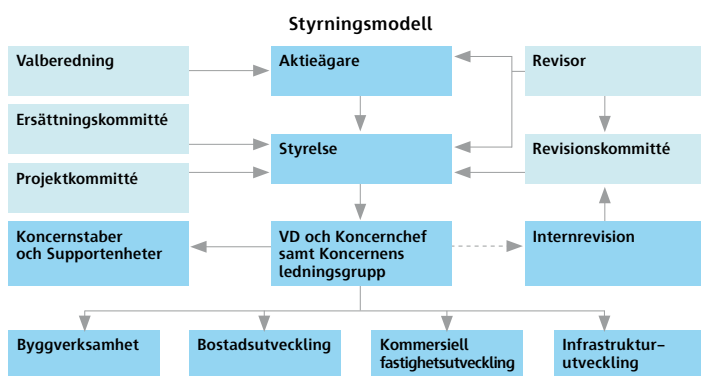 Styrningsmodell
Valberedning
Aktieägare
Revisor
Ersättningskommitté
Styrelse
Revisionskommitté
Projektkommitté
Koncernstaber
och Supportenheter
VD och Koncernchef
samt Koncernens
ledningsgrupp
Internrevision
Byggverksamhet
Bostadsutveckling
Kommersiell
fastighetsutveckling
Infrastruktur–
utveckling